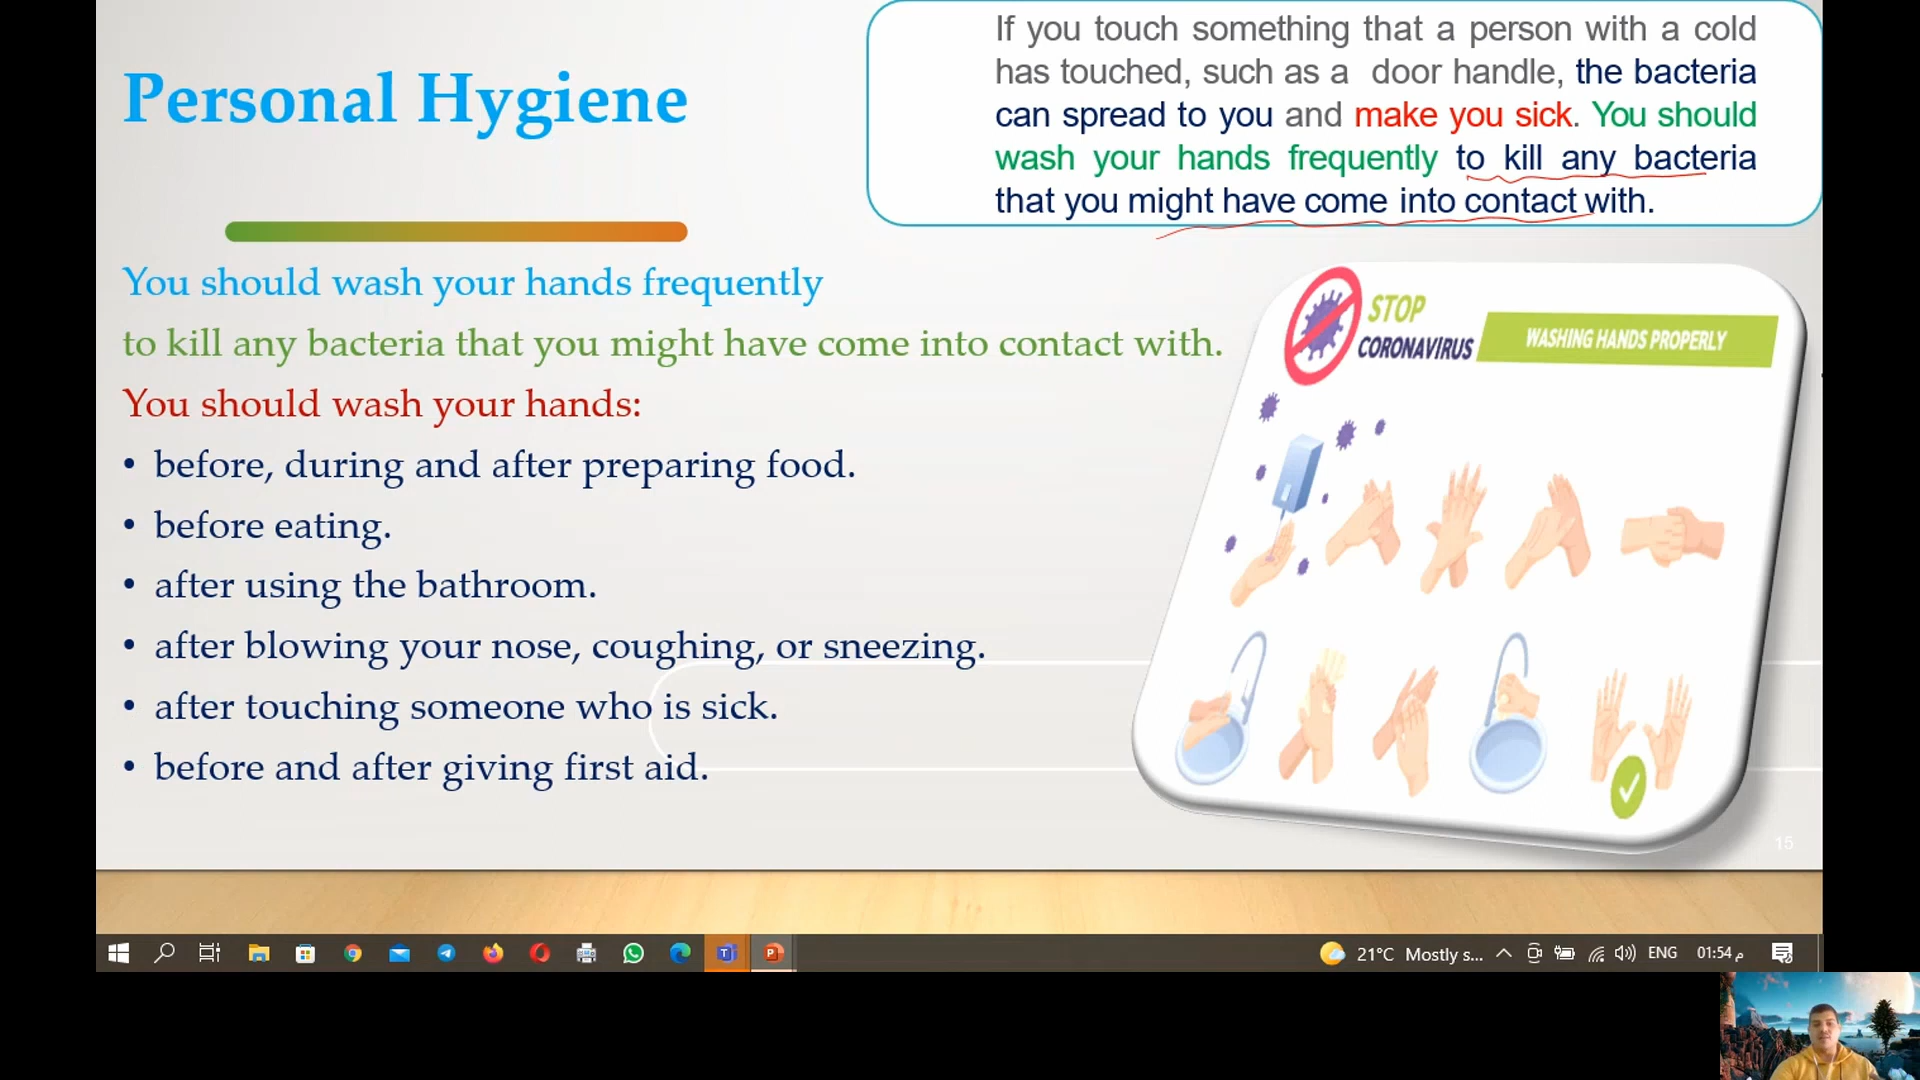 Personal Hygiene
If you touch something that a person with a cold
has touched, such as a door handle, the bacteria
can spread to you and make you sick. You should
wash your hands frequently to kill any bacteria
that you might have come into contact with.
You should wash your hands frequently
to kill any bacteria that you might have come into contact with.
You should wash your hands:
• before, during and after preparing food.
• before eating.
• after using the bathroom.
• after blowing your nose, coughing, or sneezing.
• after touching someone who is sick.
• before and after giving first aid.
STOP
CORONAVIRUS
WASHING HANDS PROPERLY
15
21°C Mostly s... ENG 01:54 م